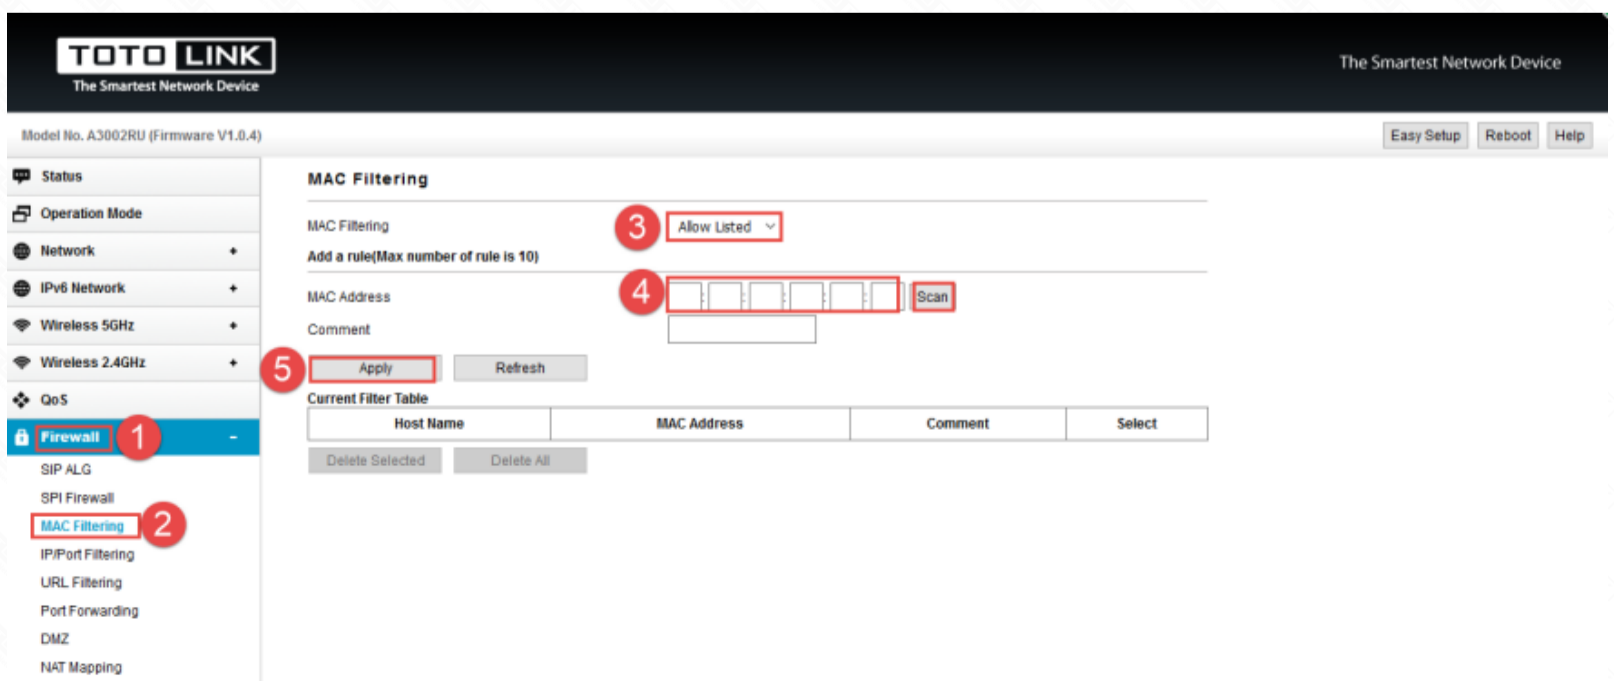 TOTO LINK
The Smartest Network Device
The Smartest Network Device
Model No. A3002RU (Firmware V1.0.4)
Easy Setup Reboot Help
Status
Operation Mode
Network +
IPv6 Network +
Wireless 5GHz +
Wireless 2.4GHz +
QoS
Firewall 1 -
SIP ALG
SPI Firewall
MAC Filtering 2
IP/Port Filtering
URL Filtering
Port Forwarding
DMZ
NAT Mapping
MAC Filtering
MAC Filtering 3 Allow Listed
Add a rule(Max number of rule is 10)
MAC Address 4 : : : : : Scan
Comment
5 Apply Refresh
Current Filter Table
Host Name MAC Address Comment Select
Delete Selected Delete All